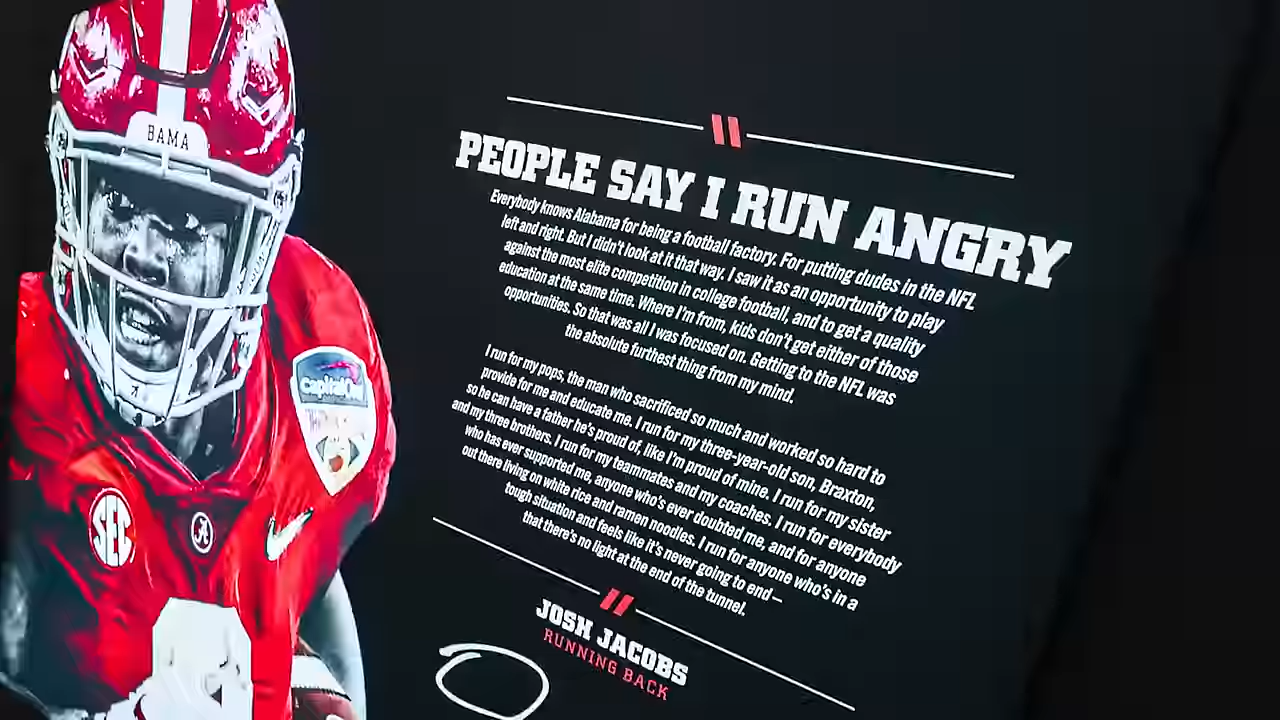 BAMA
Capital One
SEC
A
PEOPLE SAY I RUN ANGRY
Everybody knows Alabama for being a football factory. For putting dudes in the NFL
left and right. But I didn't look at it that way. I saw it as an opportunity to play
against the most elite competition in college football, and to get a quality
education at the same time. Where I'm from, kids don't get either of those
opportunities. So that was all I was focused on. Getting to the NFL was
the absolute furthest thing from my mind.
I run for my pops, the man who sacrificed so much and worked so hard to
provide for me and educate me. I run for my three-year-old son, Braxton,
so he can have a father he's proud of, like I'm proud of mine. I run for my sister
and my three brothers. I run for my teammates and my coaches. I run for everybody
who has ever supported me, anyone who's ever doubted me, and for anyone
out there living on white rice and ramen noodles. I run for anyone who's in a
tough situation and feels like it's never going to end—
that there's no light at the end of the tunnel.
JOSH JACOBS
RUNNING BACK